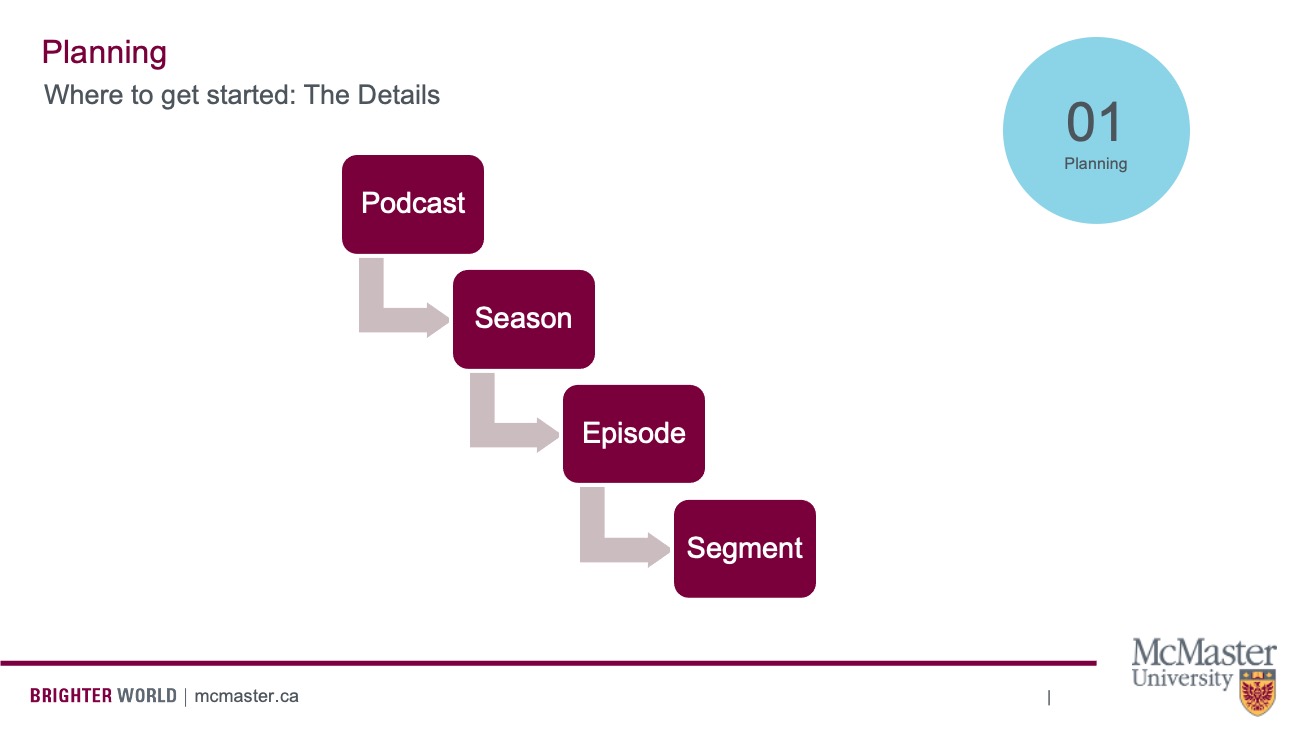 Planning
Where to get started: The Details
01
Planning
Podcast
Season
Episode
Segment
BRIGHTER WORLD | mcmaster.ca
|
McMaster
University